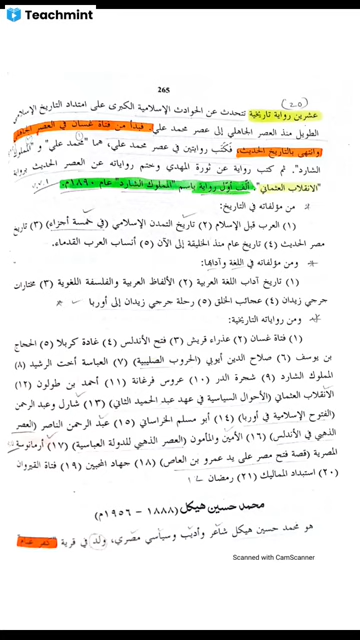 Teachmint
265
(20)
عشرين رواية تاريخية تتحدث عن الحوادث الإسلامية الكبرى على امتداد التاريخ الإسلامي
الطويل منذ العصر الجاهلي إلى عصر محمد علي، فبدأ من فتاة غسان في العصر الجاهلي
وانتهى بالتاريخ الحديث، فكتب روايتين في عصر محمد علي، هما "محمد علي" و "المملوك
الشارد". ثم كتب رواية عن ثورة المهدي وختم رواياته عن العصر الحديث برواية
"الانقلاب العثماني". ألّف أوّل رواية باسم "المملوك الشارد" عام ١٨٩٠م.
من مؤلفاته في التاريخ:
(١) العرب قبل الإسلام (٢) تاريخ التمدن الإسلامي (في خمسة أجزاء) (٣) تاريخ
مصر الحديث (٤) تاريخ عام منذ الخليقة إلى الآن (٥) أنساب العرب القدماء.
ومن مؤلفاته في اللغة وآدابها:
(١) تاريخ آداب اللغة العربية (٢) الألفاظ العربية والفلسفة اللغوية (٣) مختارات
جرجي زيدان (٤) عجائب الخلق (٥) رحلة جرجي زيدان إلى أوربا
ومن رواياته التاريخية:
(١) فتاة غسان (٢) عذراء قريش (٣) فتح الأندلس (٤) غادة كربلا (٥) الحجاج
بن يوسف (٦) صلاح الدين أيوبي (الحروب الصليبية) (٧) العباسة أخت الرشيد (٨)
المملوك الشارد (٩) شجرة الدر (١٠) عروس فرغانة (١١) أحمد بن طولون (١٢)
الانقلاب العثماني (الأحوال السياسية في عهد عبد الحميد الثاني) (١٣) شارل وعبد الرحمن
(الفتوح الإسلامية في أوربا) (١٤) أبو مسلم الخراساني (١٥) عبد الرحمن الناصر (العصر
الذهبي في الأندلس) (١٦) الأمين والمأمون (العصر الذهبي للدولة العباسية) (١٧) أرمانوسة
المصرية (قصة فتح مصر على يد عمرو بن العاص) (١٨) جهاد المحبين (١٩) فتاة القيروان
(٢٠) استبداد المماليك (٢١) رمضان
محمد حسين هيكل (١٨٨٨ - ١٩٥٦م)
هو محمد حسين هيكل شاعر وأديب وسياسي مصري، ولد في قرية
Scanned with CamScanner